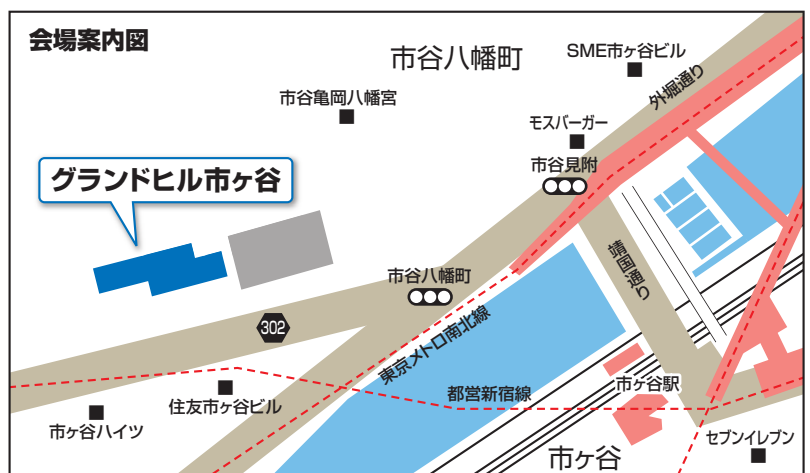 会場案内図
市谷八幡町
SME市ヶ谷ビル
外堀通り
市谷亀岡八幡宮
モスバーガー
市谷見附
グランドヒル市ヶ谷
靖国通り
市谷八幡町
302
東京メトロ南北線
市ヶ谷駅
都営新宿線
住友市ヶ谷ビル
市ヶ谷ハイツ
セブンイレブン
市ヶ谷